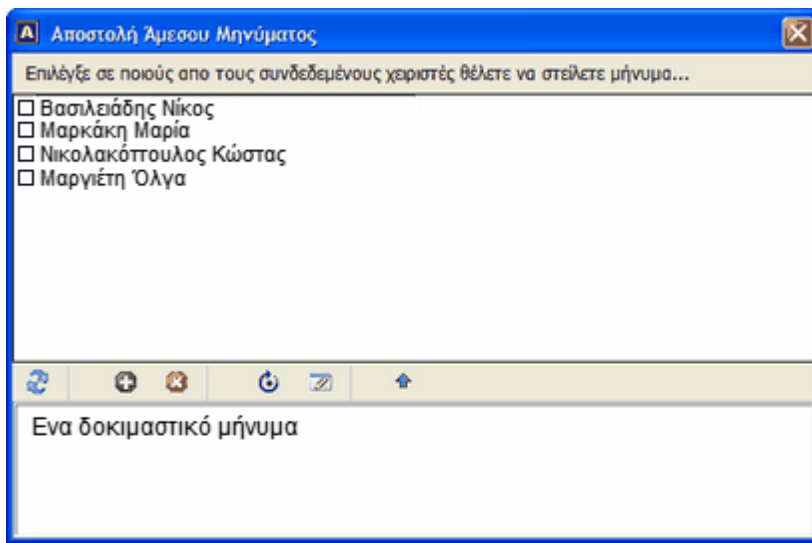 Αποστολή Άμεσου Μηνύματος
Επιλέγξε σε ποιούς απο τους συνδεδεμένους χειριστές θέλετε να στείλετε μήνυμα...
Βασιλειάδης Νίκος
Μαρκάκη Μαρία
Νικολακόπουλος Κώστας
Μαργιέτη Όλγα
Ενα δοκιμαστικό μήνυμα